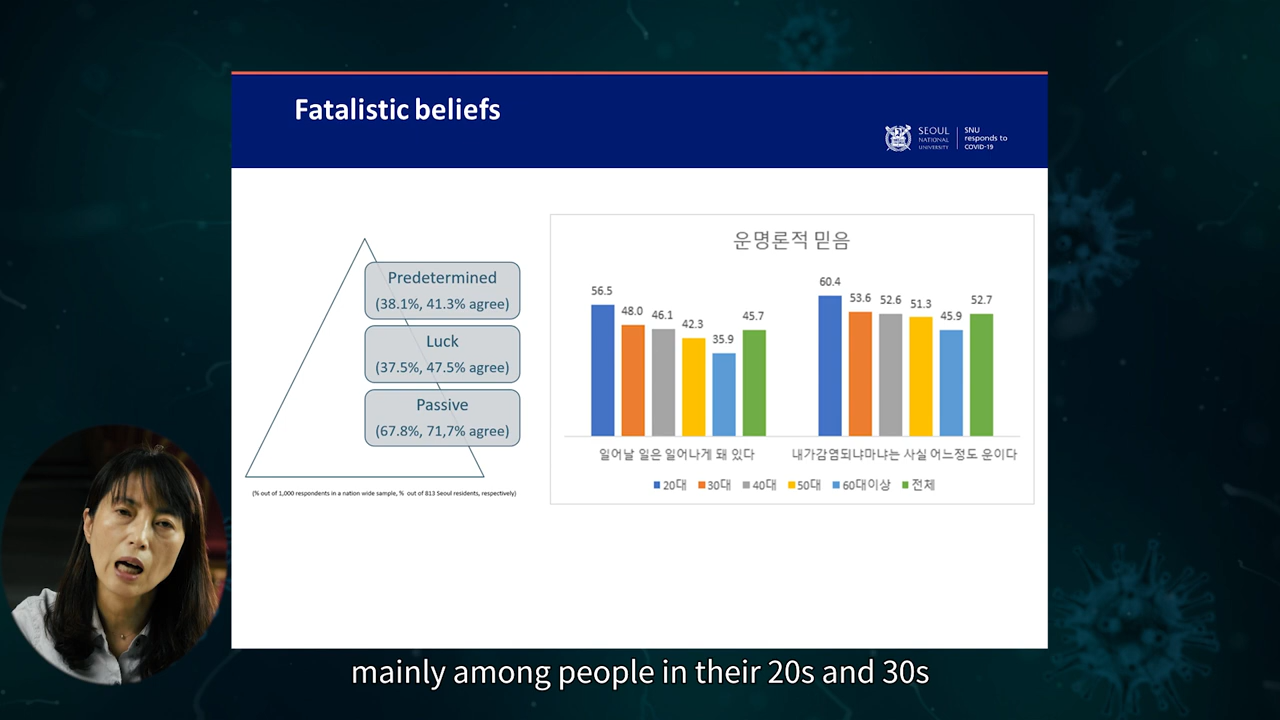 Fatalistic beliefs
SEOUL
NATIONAL
UNIVERSITY
SNU
responds to
COVID-19
Predetermined
(38.1%, 41.3% agree)
Luck
(37.5%, 47.5% agree)
Passive
(67.8%, 71,7% agree)
(% out of 1,000 respondents in a nation wide sample, % out of 813 Seoul residents, respectively)
운명론적 믿음
56.5
48.0
46.1
42.3
35.9
45.7
60.4
53.6
52.6
51.3
45.9
52.7
일어날 일은 일어나게 돼 있다
내가감염되냐마냐는 사실 어느정도 운이다
20대 30대 40대 50대 60대이상 전체
mainly among people in their 20s and 30s